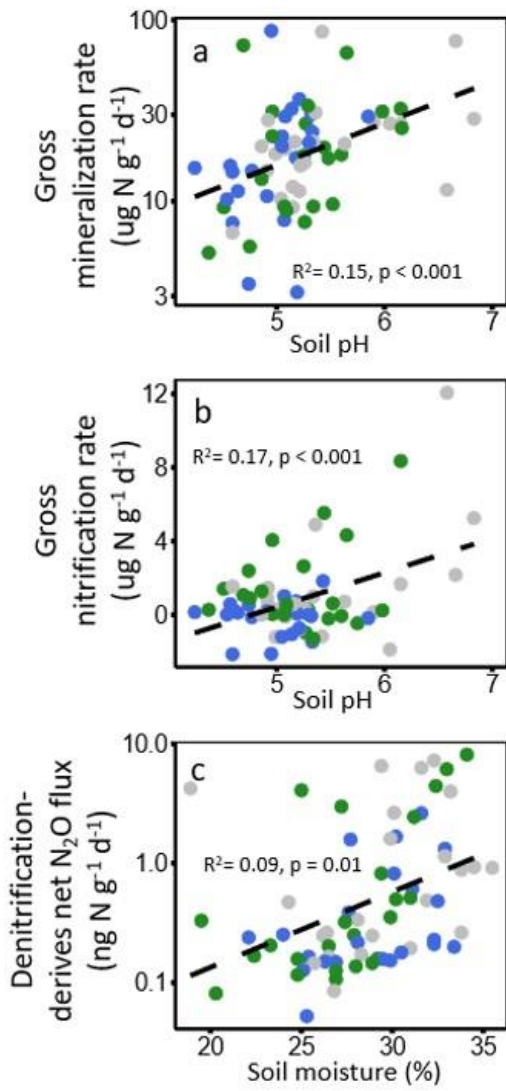 a
Gross
mineralization rate
(ug N g⁻¹ d⁻¹)
100
30
10
3
R²= 0.15, p < 0.001
5 6 7
Soil pH
b
Gross
nitrification rate
(ug N g⁻¹ d⁻¹)
12
8
4
0
R²= 0.17, p < 0.001
5 6 7
Soil pH
c
Denitrification-
derives net N₂O flux
(ng N g⁻¹ d⁻¹)
10.0
1.0
0.1
R²= 0.09, p = 0.01
20 25 30 35
Soil moisture (%)